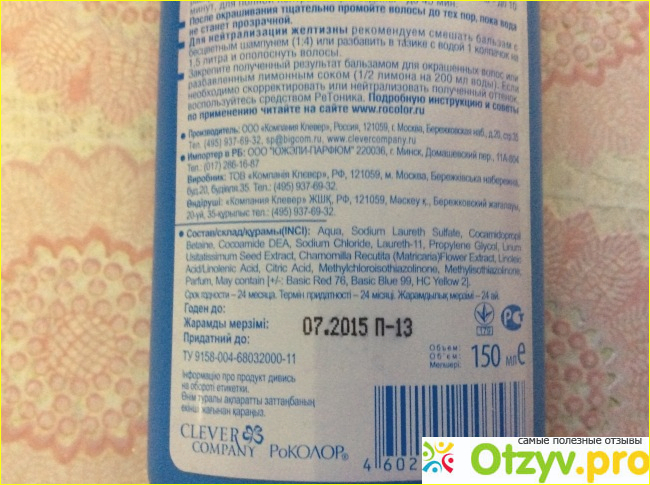 После окрашивания тщательно промойте волосы до тех пор, пока вода
не станет прозрачной.
Для нейтрализации желтизны рекомендуем смешать бальзам с
бесцветным шампунем (1:4) или разбавить в тазике с водой 1 колпачок на
1,5 литра и ополоснуть волосы.
Закрепите полученный результат бальзамом для окрашенных волос или
разбавленным лимонным соком (1/2 лимона на 200 мл воды). Если
необходимо скорректировать или нейтрализовать полученный оттенок,
воспользуйтесь средством РеТоника. Подробную инструкцию и советы
по применению читайте на сайте www.rocolor.ru
Производитель: ООО «Компания Клевер», Россия, 121059, г. Москва, Бережковская наб., д.20, стр.35
Тел. (495) 937-69-32, sp@bigcom.ru, www.clevercompany.ru
Импортер в РБ: ООО "ЮКЭПИ-ПАРФЮМ" 220036, г. Минск, Домашевский пер., 11А-804
Тел.: (017) 286-16-87
Виробник: ТОВ «Компанія Клевер», РФ, 121059, м. Москва, Бережківська набережна,
буд.20, будівля 35. Тел.: (495) 937-69-32.
Өндіруші: «Компания Клевер» ЖШҚ, РФ, 121059, Мәскеу қ., Бережковский жағалауы,
20-үй, 35-құрылыс тел.: (495) 937-69-32.
Состав/склад/құрамы(INCI): Aqua, Sodium Laureth Sulfate, Cocamidopropyl
Betaine, Cocoamide DEA, Sodium Chloride, Laureth-11, Propylene Glycol, Linum
Usitatissimum Seed Extract, Chamomilla Recutita (Matricaria)Flower Extract, Linoleic
Acid/Linolenic Acid, Citric Acid, Methylchloroisothiazolinone, Methylisothiazolinone,
Parfum, May contain [+/-: Basic Red 76, Basic Blue 99, HC Yellow 2].
Срок годности – 24 месяца. Термін придатності – 24 місяці. Жарамдылық мерзімі – 24 ай.
Годен до:
Жарамды мерзімі: 07.2015 П-13
Придатний до:
ТУ 9158-004-68032000-11
Объем:
Об'єм:
Мөлшері: 150 мл e
Інформацію про продукт дивись
на обороті етикетки.
Өнім туралы ақпаратты заттаңбаның
екінші жағынан қараңыз.
CLEVER
COMPANY
РОКОЛОР®
4 602
самые полезные отзывы
Otzyv.pro